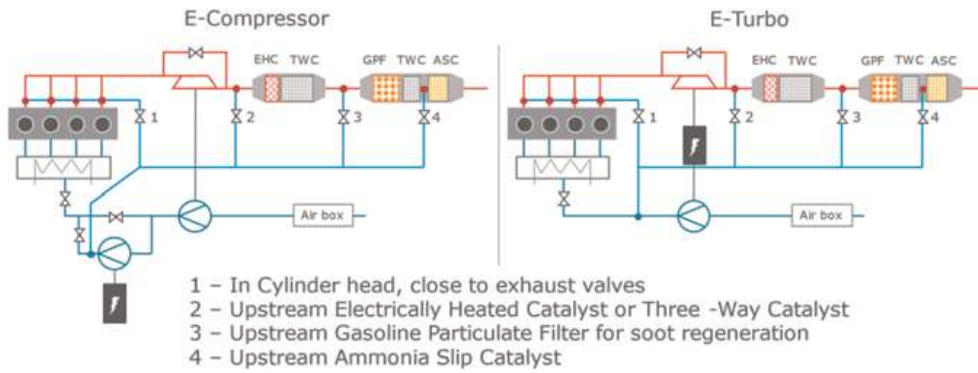 E-Compressor
E-Turbo
EHC TWC GPF TWC ASC
EHC TWC GPF TWC ASC
1 2 3 4
1 2 3 4
Air box
Air box
1 – In Cylinder head, close to exhaust valves
2 – Upstream Electrically Heated Catalyst or Three -Way Catalyst
3 – Upstream Gasoline Particulate Filter for soot regeneration
4 – Upstream Ammonia Slip Catalyst